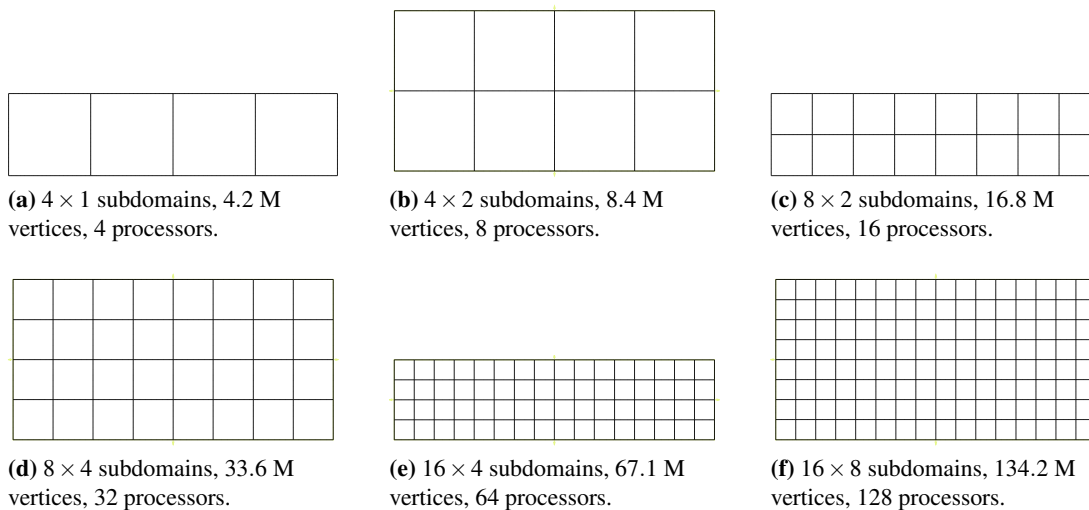 (a) 4 × 1 subdomains, 4.2 M
vertices, 4 processors.
(b) 4 × 2 subdomains, 8.4 M
vertices, 8 processors.
(c) 8 × 2 subdomains, 16.8 M
vertices, 16 processors.
(d) 8 × 4 subdomains, 33.6 M
vertices, 32 processors.
(e) 16 × 4 subdomains, 67.1 M
vertices, 64 processors.
(f) 16 × 8 subdomains, 134.2 M
vertices, 128 processors.